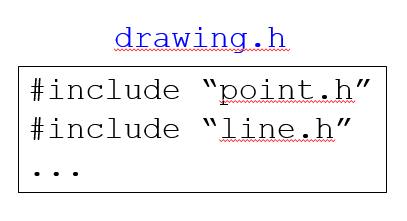 drawing.h
#include “point.h”
#include “line.h”
...